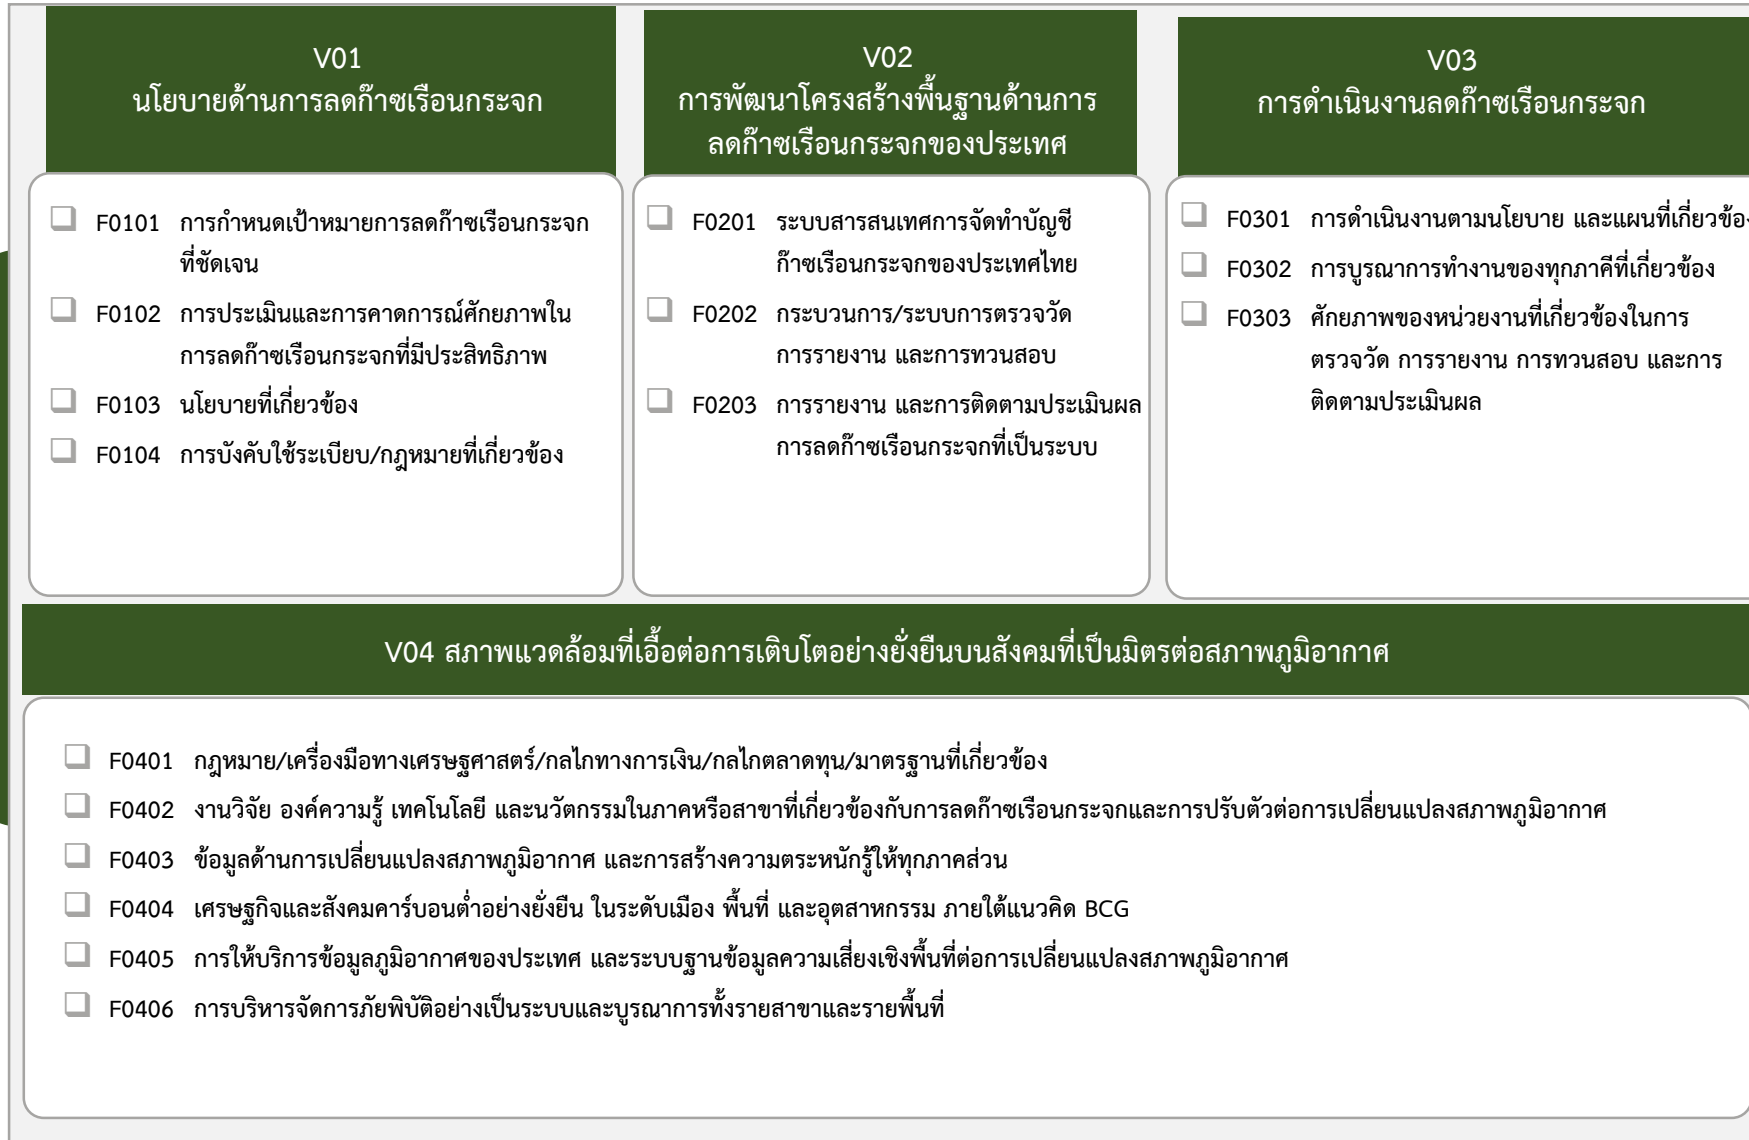 V01
นโยบายด้านการลดก๊าซเรือนกระจก
V02
การพัฒนาโครงสร้างพื้นฐานด้านการ
ลดก๊าซเรือนกระจกของประเทศ
V03
การดำเนินงานลดก๊าซเรือนกระจก
F0101 การกำหนดเป้าหมายการลดก๊าซเรือนกระจก
ที่ชัดเจน
F0102 การประเมินและการคาดการณ์ศักยภาพใน
การลดก๊าซเรือนกระจกที่มีประสิทธิภาพ
F0103 นโยบายที่เกี่ยวข้อง
F0104 การบังคับใช้ระเบียบ/กฎหมายที่เกี่ยวข้อง
F0201 ระบบสารสนเทศการจัดทำบัญชี
ก๊าซเรือนกระจกของประเทศไทย
F0202 กระบวนการ/ระบบการตรวจวัด
การรายงาน และการทวนสอบ
F0203 การรายงาน และการติดตามประเมินผล
การลดก๊าซเรือนกระจกที่เป็นระบบ
F0301 การดำเนินงานตามนโยบาย และแผนที่เกี่ยวข้อง
F0302 การบูรณาการทำงานของทุกภาคีที่เกี่ยวข้อง
F0303 ศักยภาพของหน่วยงานที่เกี่ยวข้องในการ
ตรวจวัด การรายงาน การทวนสอบ และการ
ติดตามประเมินผล
V04 สภาพแวดล้อมที่เอื้อต่อการเติบโตอย่างยั่งยืนบนสังคมที่เป็นมิตรต่อสภาพภูมิอากาศ
F0401 กฎหมาย/เครื่องมือทางเศรษฐศาสตร์/กลไกทางการเงิน/กลไกตลาดทุน/มาตรฐานที่เกี่ยวข้อง
F0402 งานวิจัย องค์ความรู้ เทคโนโลยี และนวัตกรรมในภาคหรือสาขาที่เกี่ยวข้องกับการลดก๊าซเรือนกระจกและการปรับตัวต่อการเปลี่ยนแปลงสภาพภูมิอากาศ
F0403 ข้อมูลด้านการเปลี่ยนแปลงสภาพภูมิอากาศ และการสร้างความตระหนักรู้ให้ทุกภาคส่วน
F0404 เศรษฐกิจและสังคมคาร์บอนต่ำอย่างยั่งยืน ในระดับเมือง พื้นที่ และอุตสาหกรรม ภายใต้แนวคิด BCG
F0405 การให้บริการข้อมูลภูมิอากาศของประเทศ และระบบฐานข้อมูลความเสี่ยงเชิงพื้นที่ต่อการเปลี่ยนแปลงสภาพภูมิอากาศ
F0406 การบริหารจัดการภัยพิบัติอย่างเป็นระบบและบูรณาการทั้งรายสาขาและรายพื้นที่